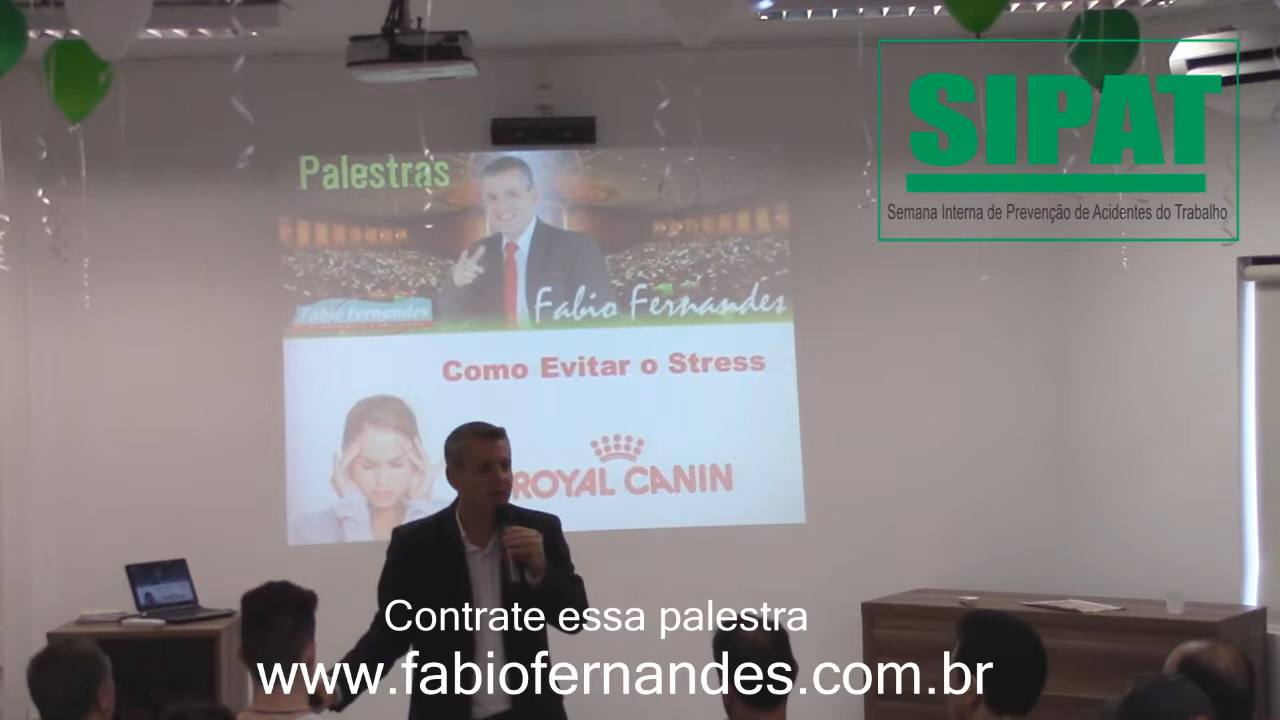 SIPAT
Semana Interna de Prevenção de Acidentes do Trabalho
Palestras
Fabio Fernandes
Fabio Fernandes
Como Evitar o Stress
ROYAL CANIN
Contrate essa palestra
www.fabiofernandes.com.br